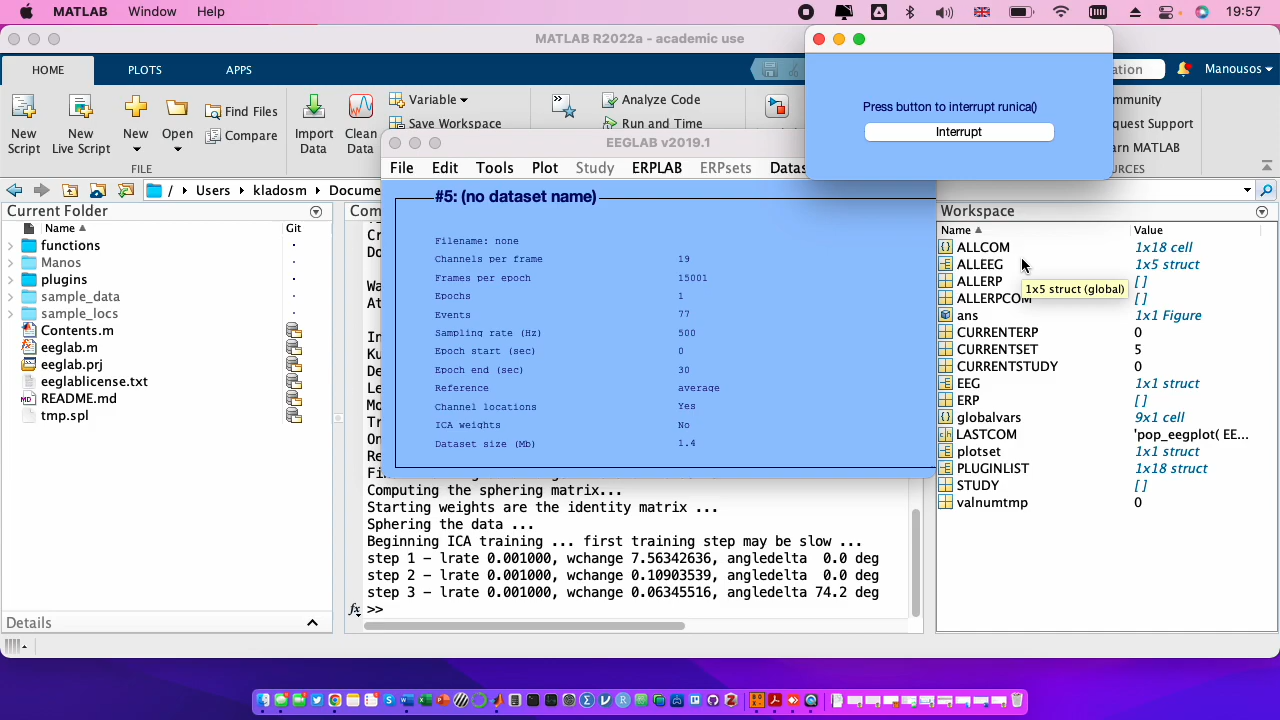 MATLAB Window Help 19:57
MATLAB R2022a - academic use
HOME PLOTS APPS Manousos
New Script
New Live Script
New
Open
Find Files
Compare
FILE
Import Data
Clean Data
Variable
Save Workspace
Analyze Code
Run and Time
Request Support
Press button to interrupt runica()
Interrupt
/ Users kladosm
Current Folder
Name Git
functions
Manos
plugins
sample_data
sample_locs
Contents.m
eeglab.m
eeglab.prj
eeglablicense.txt
README.md
tmp.spl
Details
EEGLAB v2019.1
File Edit Tools Plot Study ERPLAB ERPsets
#5: (no dataset name)
Filename: none
Channels per frame 19
Frames per epoch 15001
Epochs 1
Events 77
Sampling rate (Hz) 500
Epoch start (sec) 0
Epoch end (sec) 30
Reference average
Channel locations Yes
ICA weights No
Dataset size (Mb) 1.4
Computing the sphering matrix...
Starting weights are the identity matrix ...
Sphering the data ...
Beginning ICA training ... first training step may be slow ...
step 1 - lrate 0.001000, wchange 7.56342636, angledelta 0.0 deg
step 2 - lrate 0.001000, wchange 0.10903539, angledelta 0.0 deg
step 3 - lrate 0.001000, wchange 0.06345516, angledelta 74.2 deg
fx >>
Workspace
Name Value
ALLCOM 1x18 cell
ALLEEG 1x5 struct
ALLERP []
1x5 struct (global)
ALLERPCOM []
ans 1x1 Figure
CURRENTERP 0
CURRENTSET 5
CURRENTSTUDY 0
EEG 1x1 struct
ERP []
globalvars 9x1 cell
LASTCOM 'pop_eegplot( EE...
plotset 1x1 struct
PLUGINLIST 1x18 struct
STUDY []
valnumtmp 0